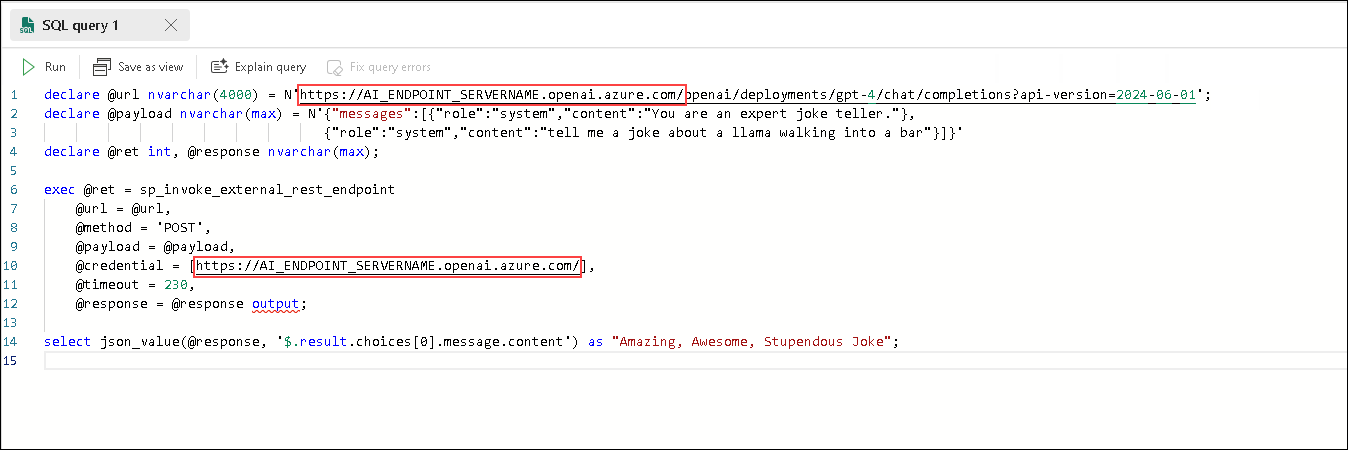 SQL query 1
Run Save as view Explain query Fix query errors
1 declare @url nvarchar(4000) = N'https://AI_ENDPOINT_SERVERNAME.openai.azure.com/openai/deployments/gpt-4/chat/completions?api-version=2024-06-01';
2 declare @payload nvarchar(max) = N'{"messages":[{"role":"system","content":"You are an expert joke teller."},
3 {"role":"system","content":"tell me a joke about a llama walking into a bar"}]}'
4 declare @ret int, @response nvarchar(max);
5
6 exec @ret = sp_invoke_external_rest_endpoint
7 @url = @url,
8 @method = 'POST',
9 @payload = @payload,
10 @credential = [https://AI_ENDPOINT_SERVERNAME.openai.azure.com/],
11 @timeout = 230,
12 @response = @response output;
13
14 select json_value(@response, '$.result.choices[0].message.content') as "Amazing, Awesome, Stupendous Joke";
15